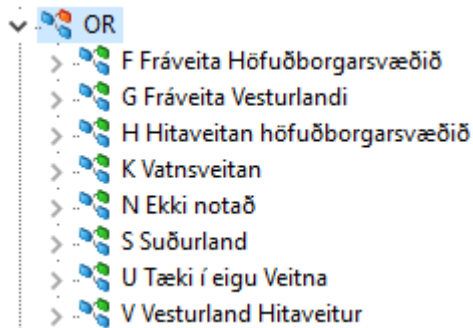 OR
F Fráveita Höfuðborgarsvæðið
G Fráveita Vesturlandi
H Hitaveitan höfuðborgarsvæðið
K Vatnsveitan
N Ekki notað
S Suðurland
U Tæki í eigu Veitna
V Vesturland Hitaveitur